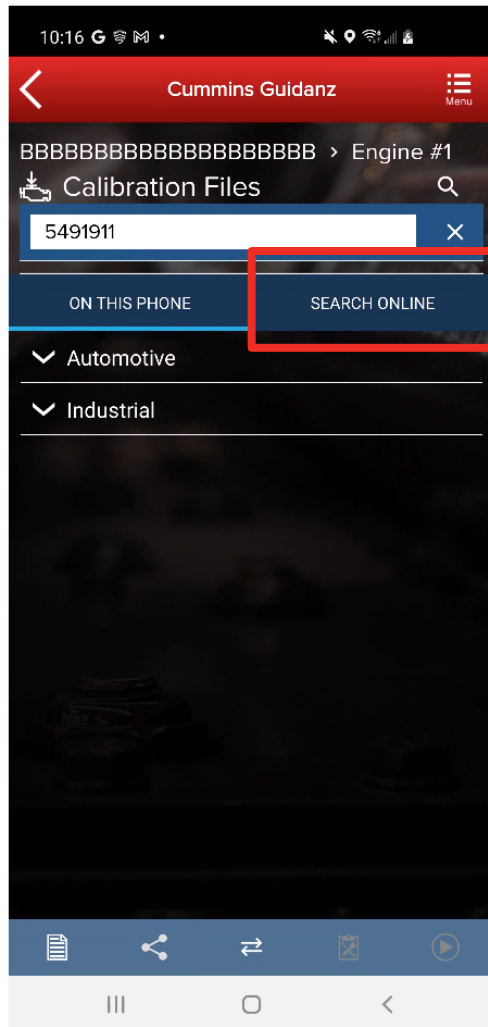 10:16 G
Cummins Guidanz
Menu
BBBBBBBBBBBBBBBBBBBB > Engine #1
Calibration Files
5491911
ON THIS PHONE
SEARCH ONLINE
Automotive
Industrial